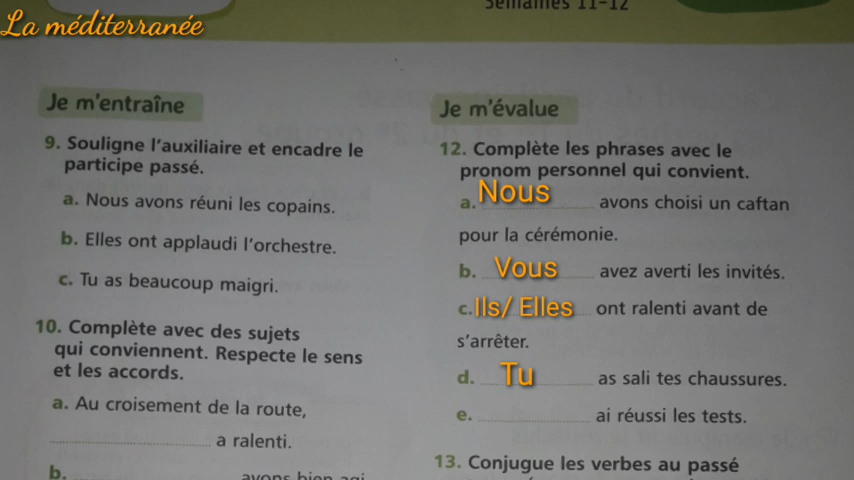 La méditerranée
Semaines 11-12
Je m'entraîne
9. Souligne l'auxiliaire et encadre le
participe passé.
a. Nous avons réuni les copains.
b. Elles ont applaudi l'orchestre.
c. Tu as beaucoup maigri.
10. Complète avec des sujets
qui conviennent. Respecte le sens
et les accords.
a. Au croisement de la route,
a ralenti.
b. avons bien agi
Je m'évalue
12. Complète les phrases avec le
pronom personnel qui convient.
a. Nous avons choisi un caftan
pour la cérémonie.
b. Vous avez averti les invités.
c. Ils/ Elles ont ralenti avant de
s'arrêter.
d. Tu as sali tes chaussures.
e. ai réussi les tests.
13. Conjugue les verbes au passé